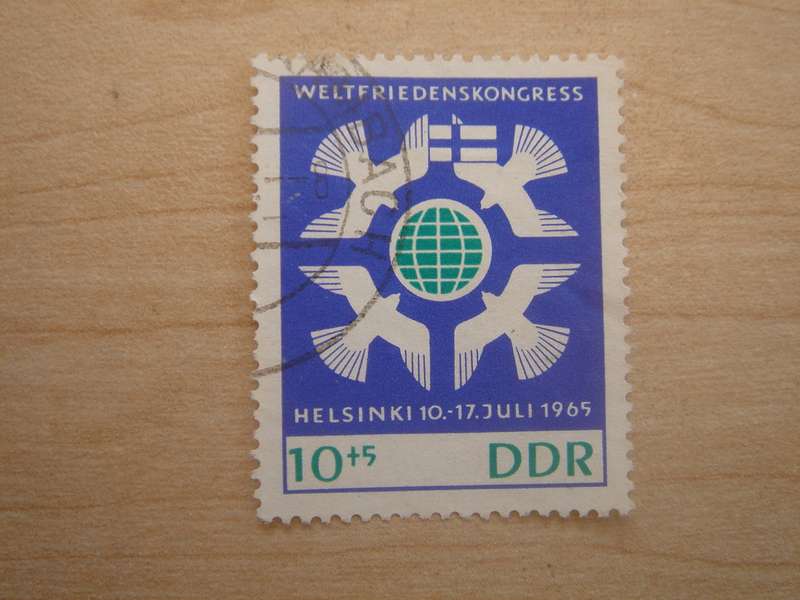 WELTFRIEDENSKONGRESS
HELSINKI 10.-17. JULI 1965
10+5 DDR